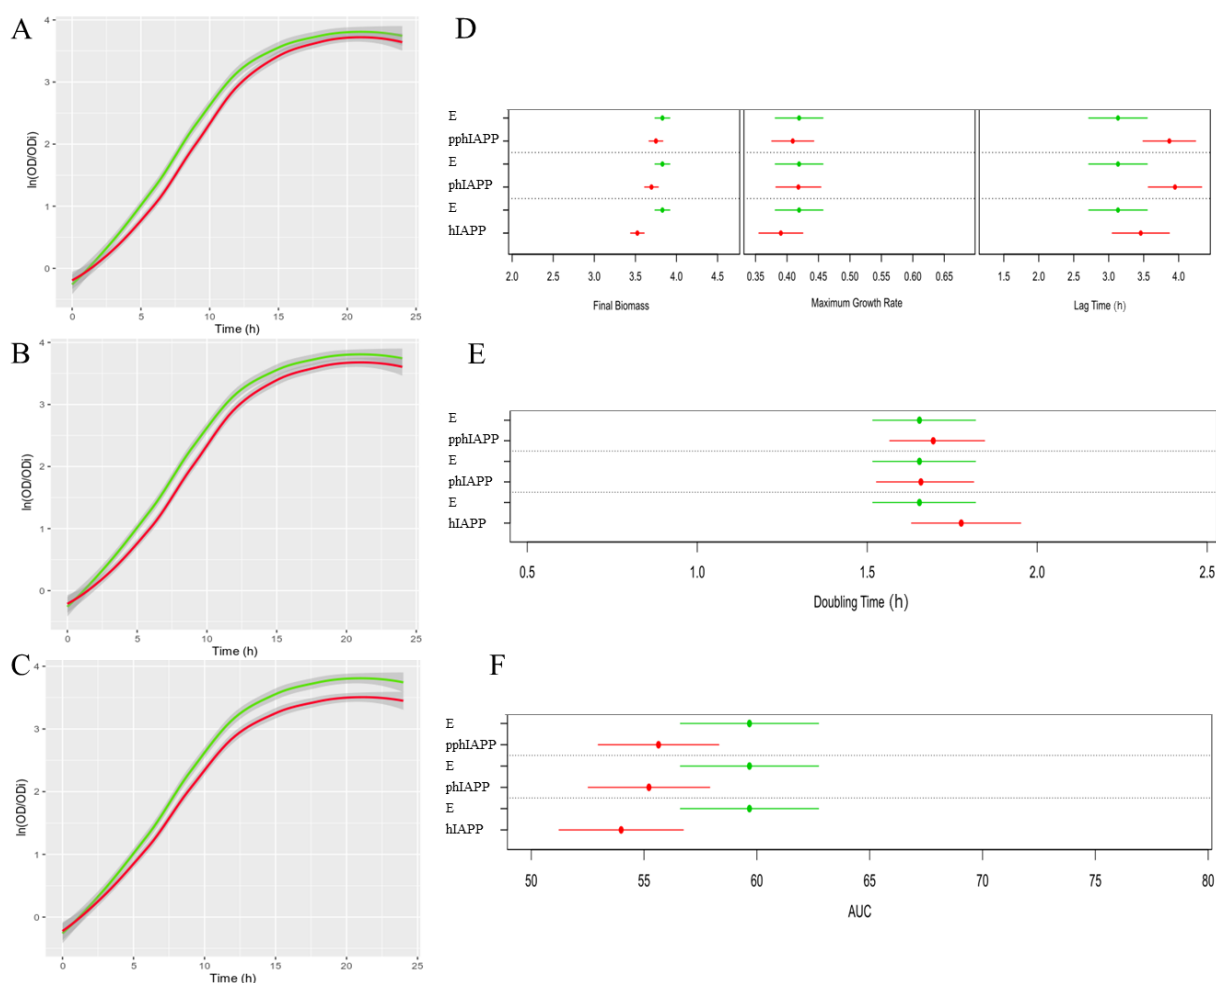 A
4
3
2
1
0
ln(OD/ODi)
0 5 10 15 20 25
Time (h)
B
4
3
2
1
0
ln(OD/ODi)
0 5 10 15 20 25
Time (h)
C
4
3
2
1
0
ln(OD/ODi)
0 5 10 15 20 25
Time (h)
D
E
pphIAPP
E
phIAPP
E
hIAPP
2.0 2.5 3.0 3.5 4.0 4.5
Final Biomass
0.35 0.40 0.45 0.50 0.55 0.60 0.65
Maximum Growth Rate
1.5 2.0 2.5 3.0 3.5 4.0
Lag Time (h)
E
E
pphIAPP
E
phIAPP
E
hIAPP
0.5 1.0 1.5 2.0 2.5
Doubling Time (h)
F
E
pphIAPP
E
phIAPP
E
hIAPP
50 55 60 65 70 75 80
AUC